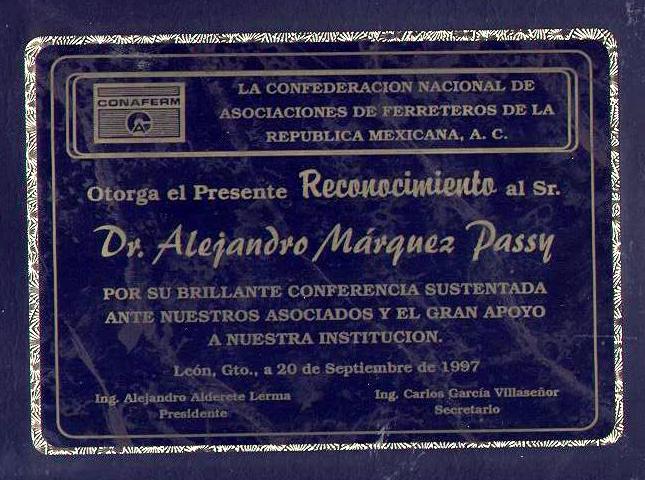 CONAFERM
LA CONFEDERACION NACIONAL DE
ASOCIACIONES DE FERRETEROS DE LA
REPUBLICA MEXICANA, A. C.
Otorga el Presente Reconocimiento al Sr.
Dr. Alejandro Márquez Passy
POR SU BRILLANTE CONFERENCIA SUSTENTADA
ANTE NUESTROS ASOCIADOS Y EL GRAN APOYO
A NUESTRA INSTITUCION.
León, Gto., a 20 de Septiembre de 1997
Ing. Alejandro Alderete Lerma
Presidente
Ing. Carlos García Villaseñor
Secretario